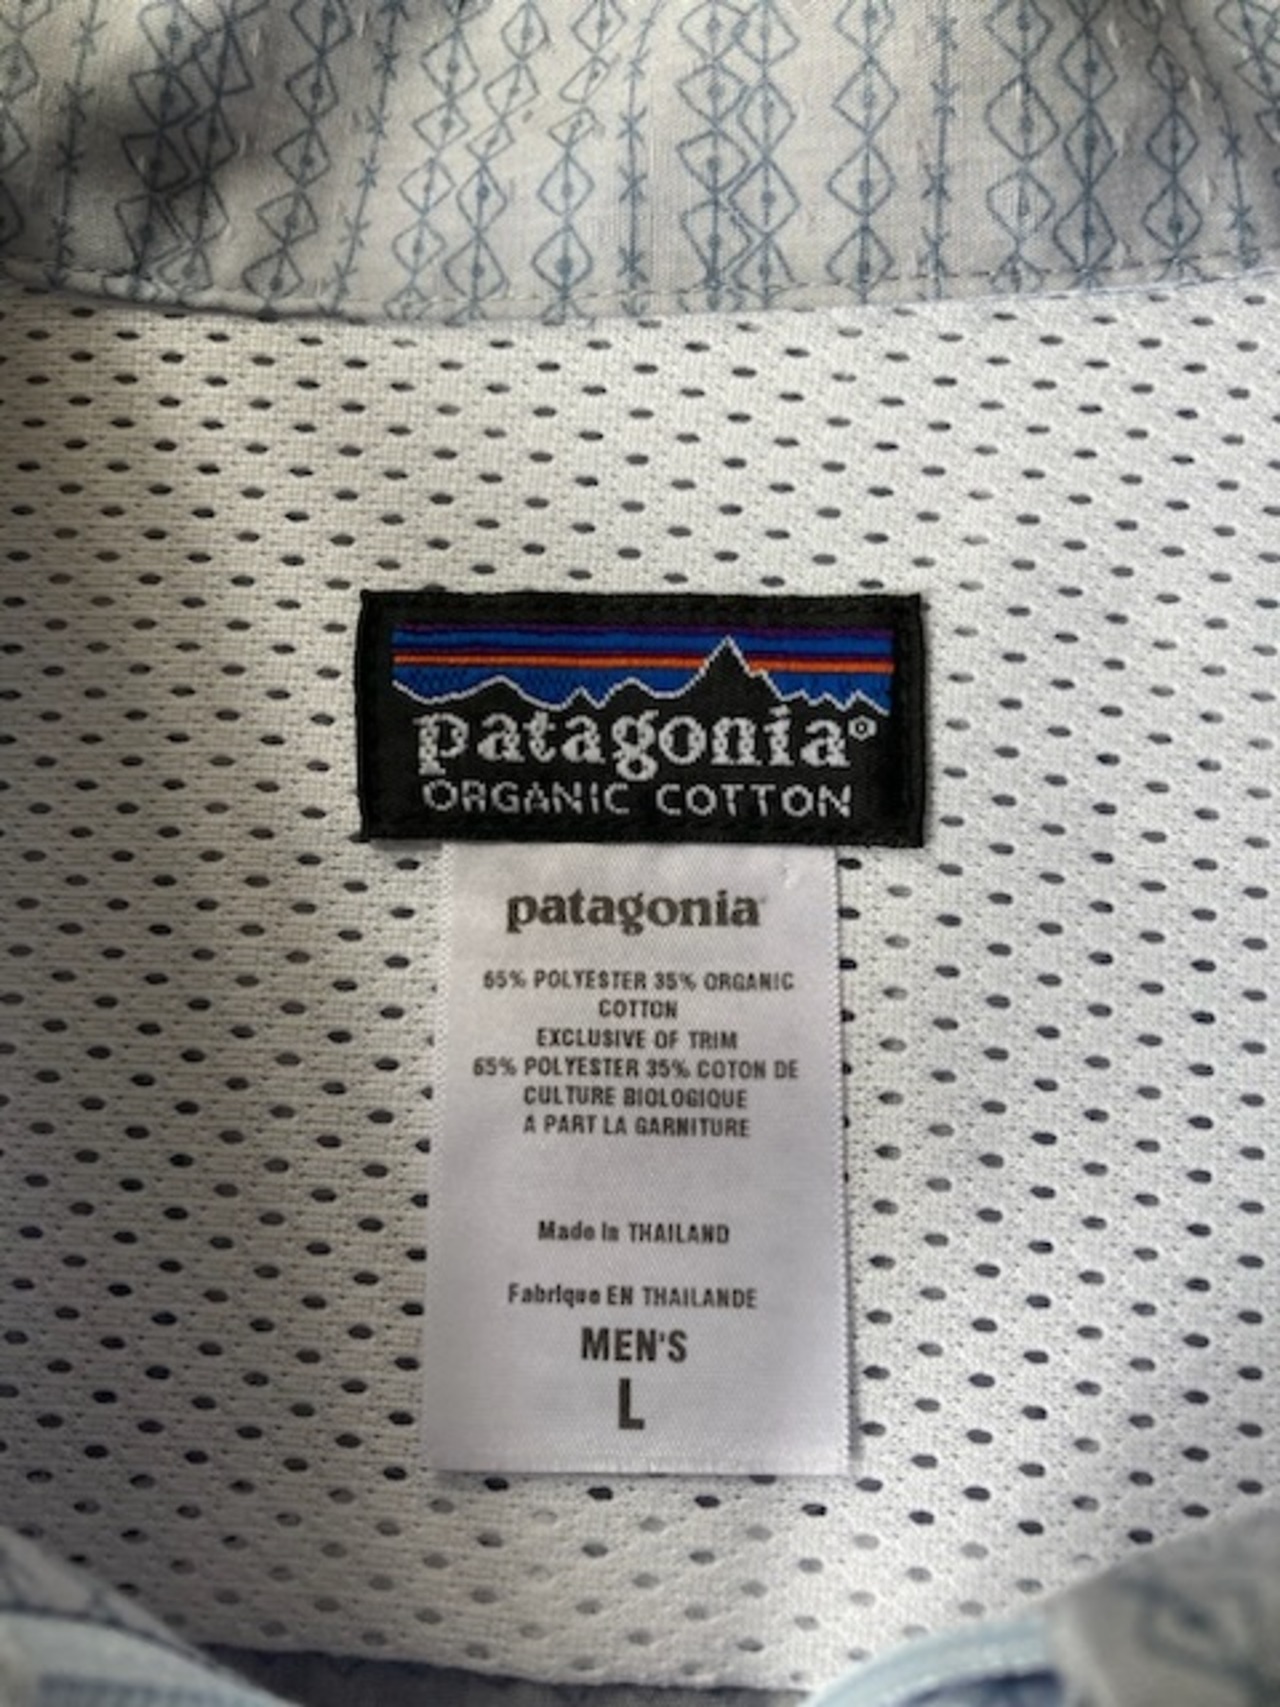 patagonia®
ORGANIC COTTON
patagonia
65% POLYESTER 35% ORGANIC
COTTON
EXCLUSIVE OF TRIM
65% POLYESTER 35% COTON DE
CULTURE BIOLOGIQUE
A PART LA GARNITURE
Made In THAILAND
Fabrique EN THAILANDE
MEN'S
L